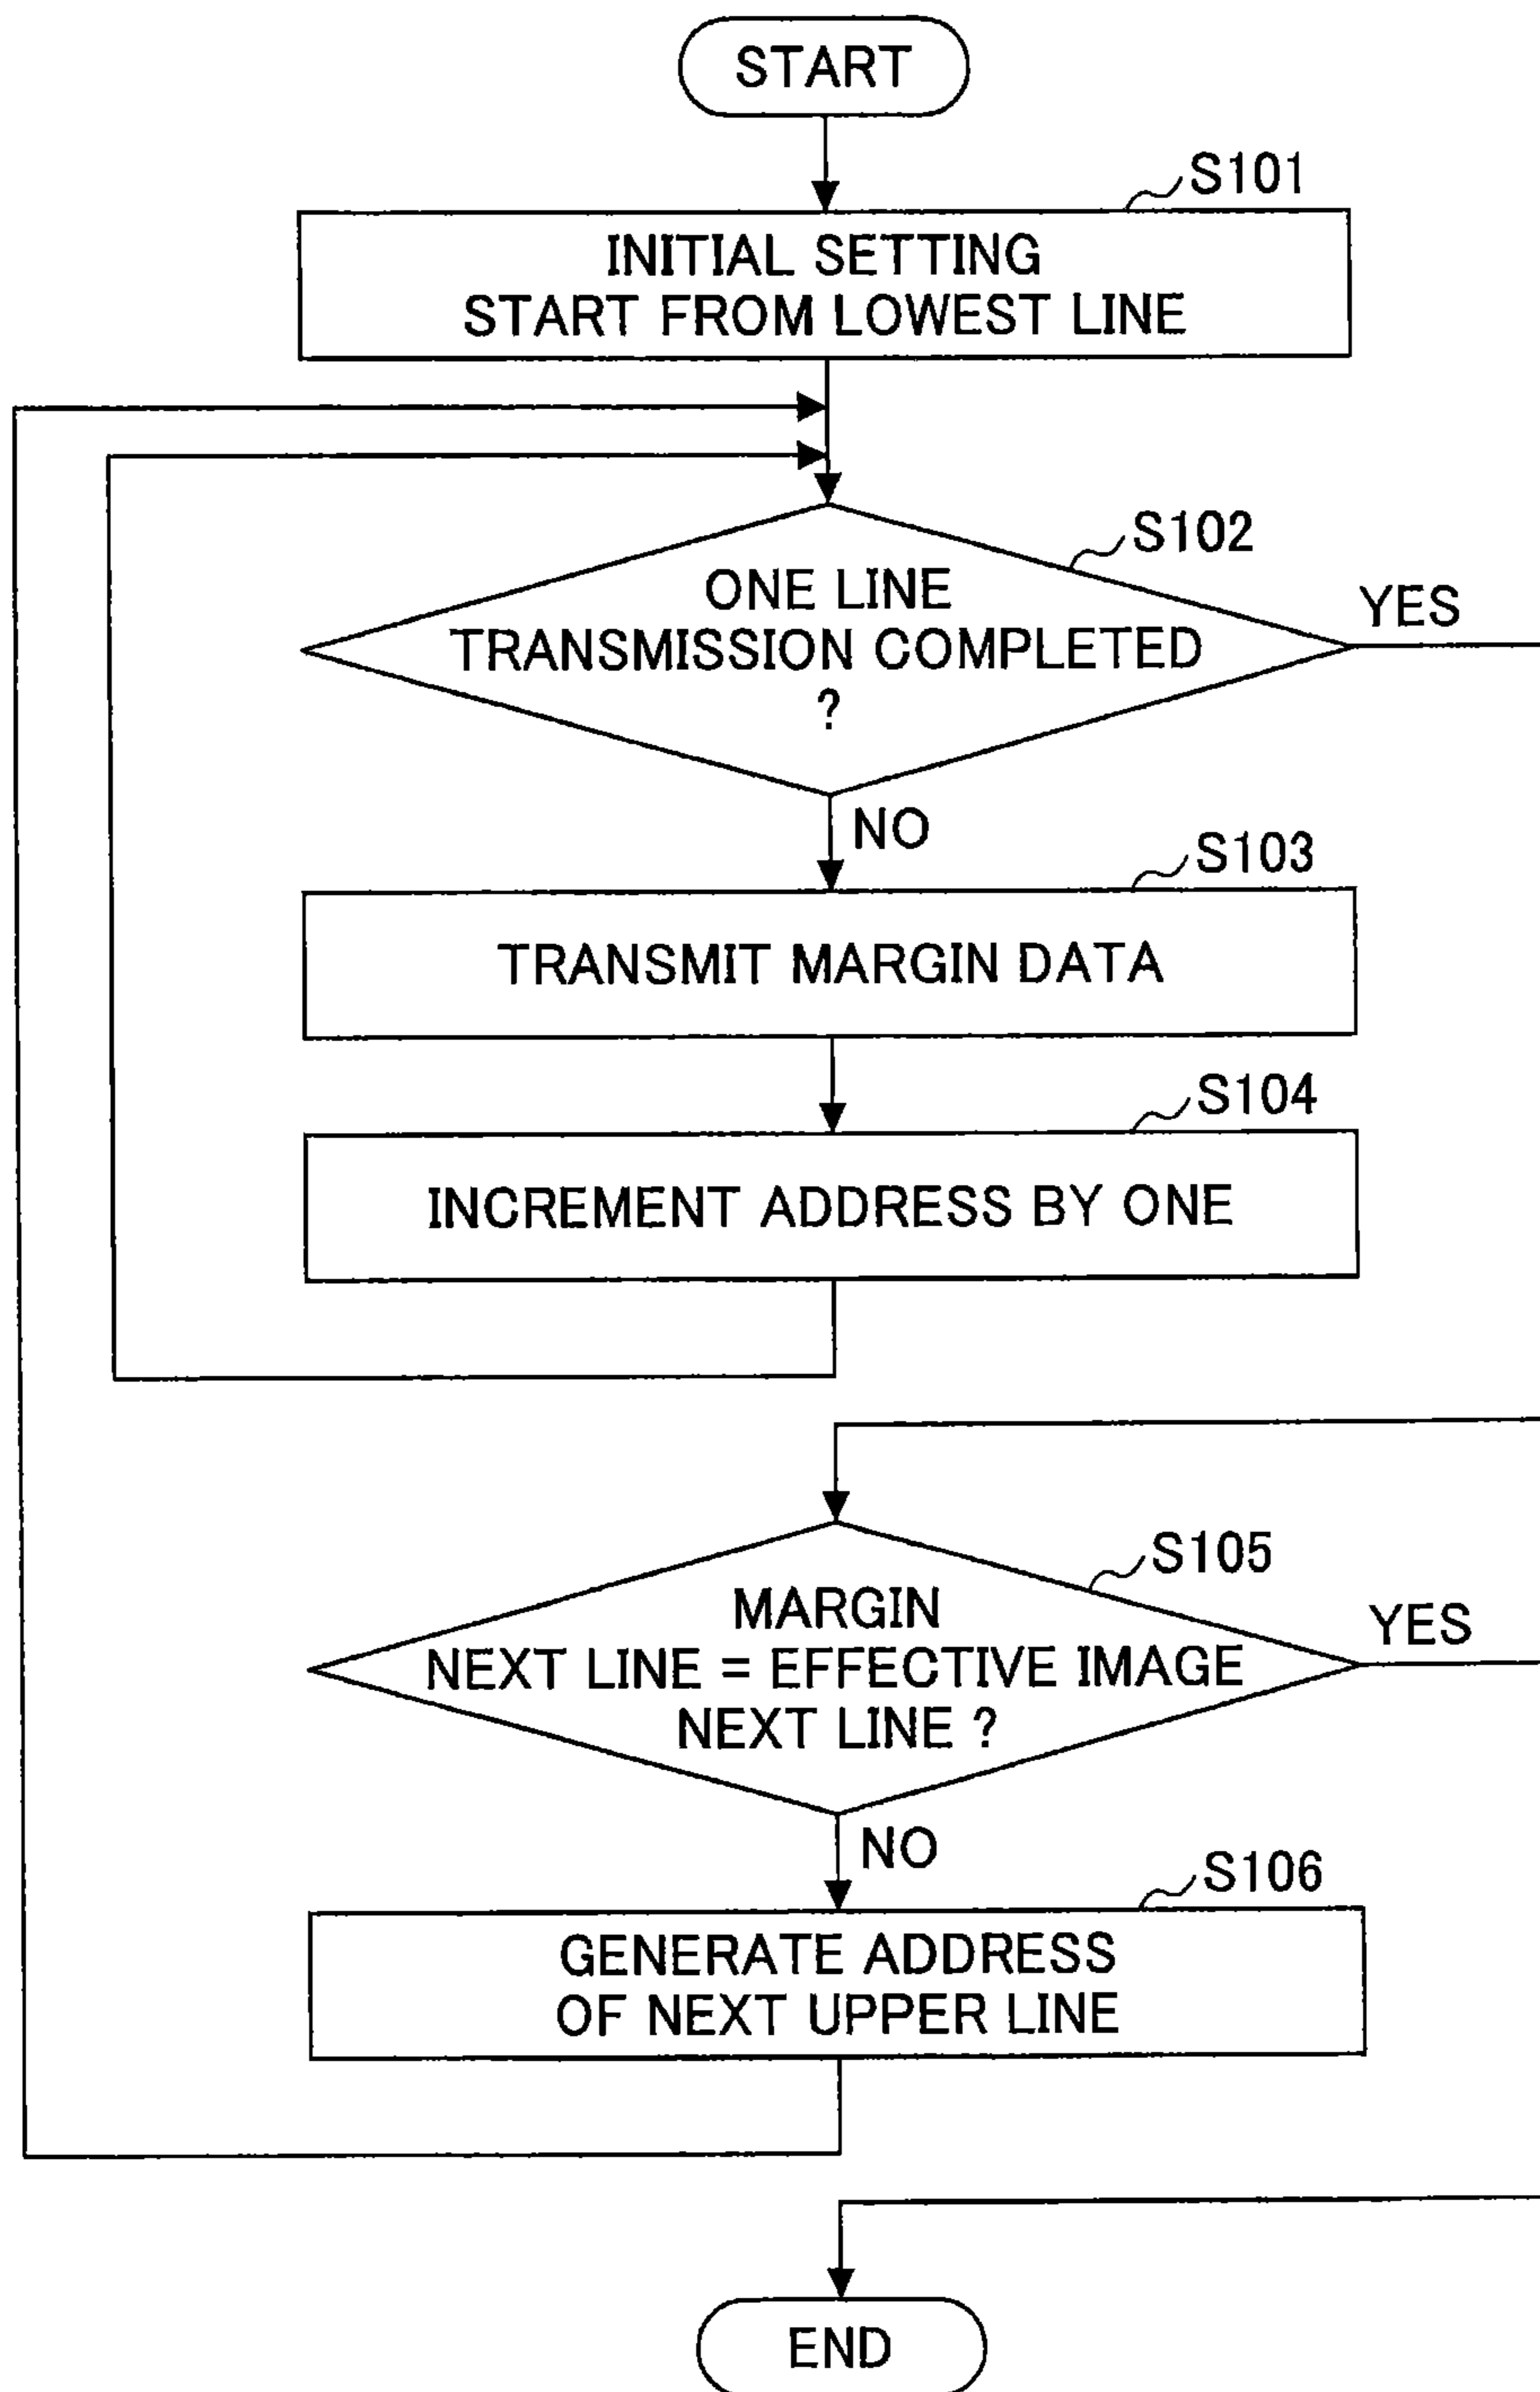 START
S101
INITIAL SETTING
START FROM LOWEST LINE
S102
ONE LINE
TRANSMISSION COMPLETED
?
YES
NO
S103
TRANSMIT MARGIN DATA
S104
INCREMENT ADDRESS BY ONE
S105
MARGIN
NEXT LINE = EFFECTIVE IMAGE
NEXT LINE ?
YES
NO
S106
GENERATE ADDRESS
OF NEXT UPPER LINE
END